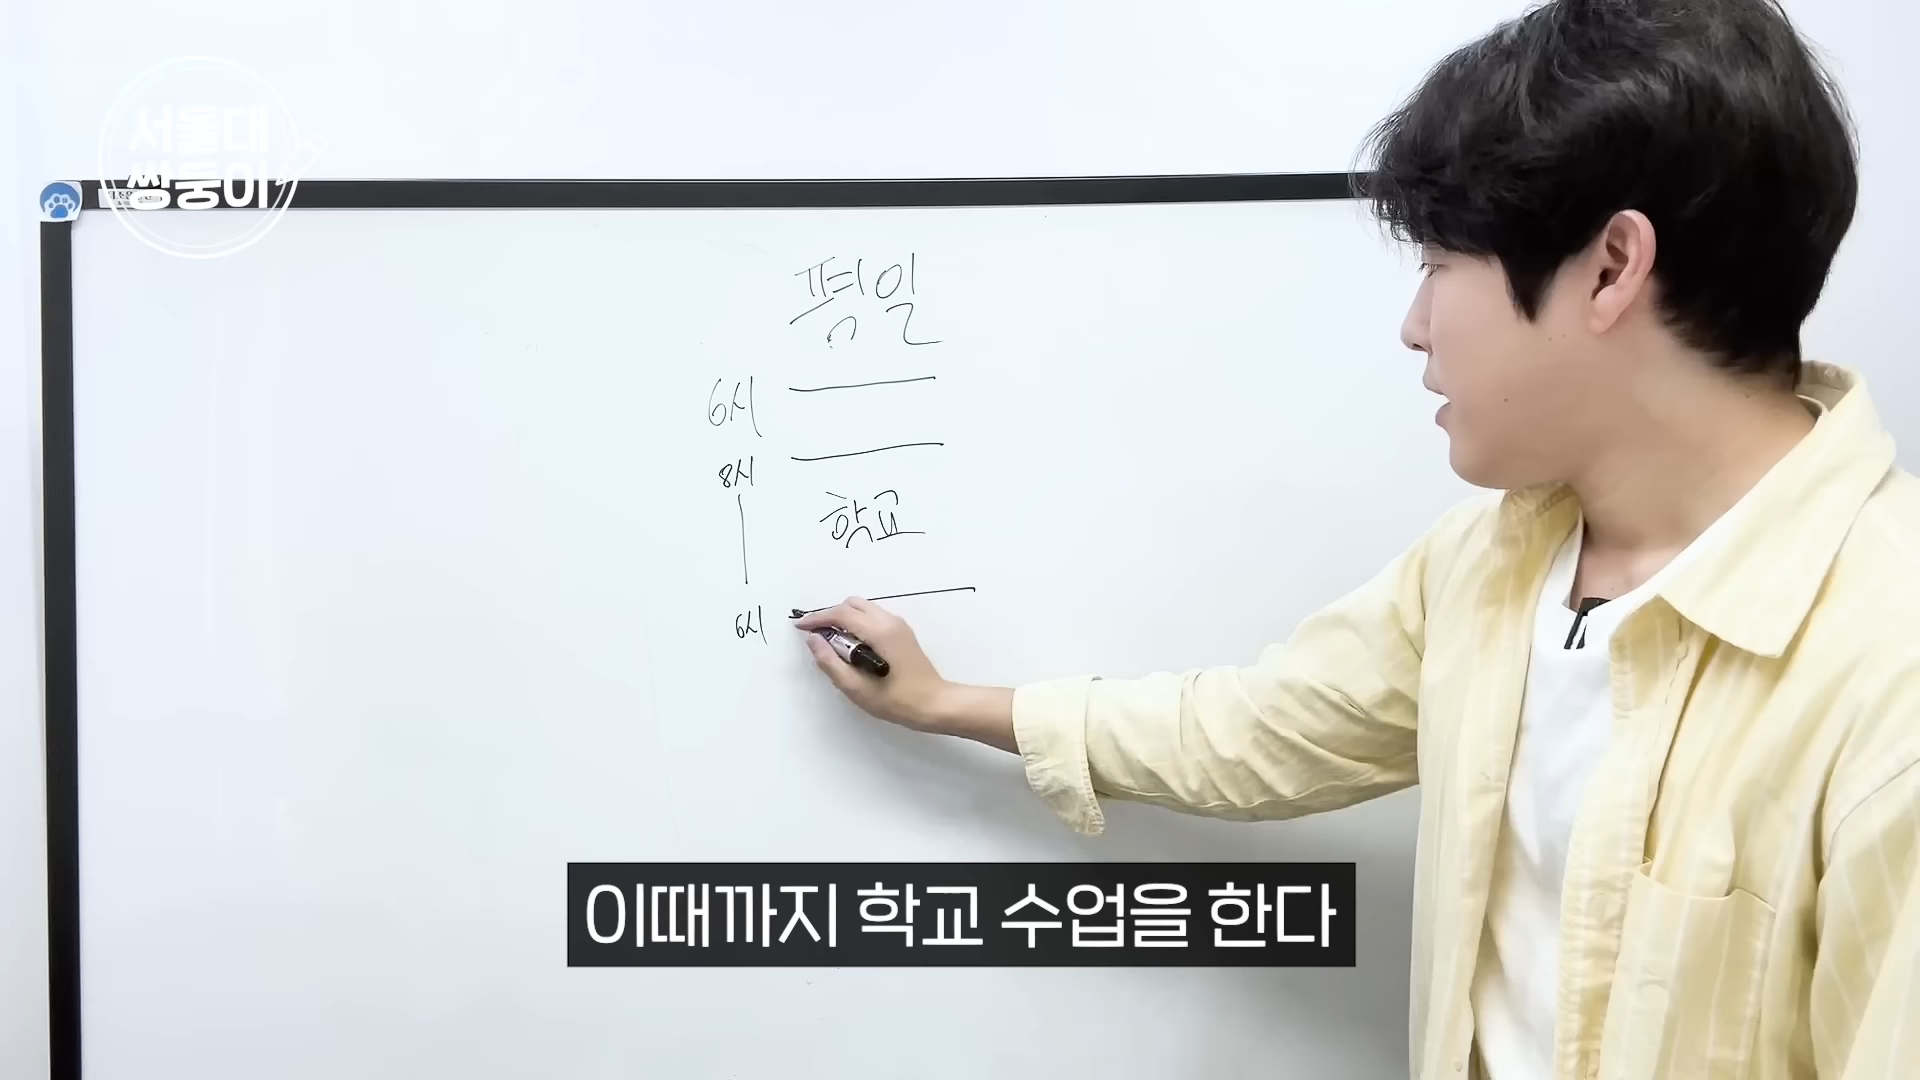 서울대
쌍둥이
평일
6시
8시
학교
6시
이때까지 학교 수업을 한다